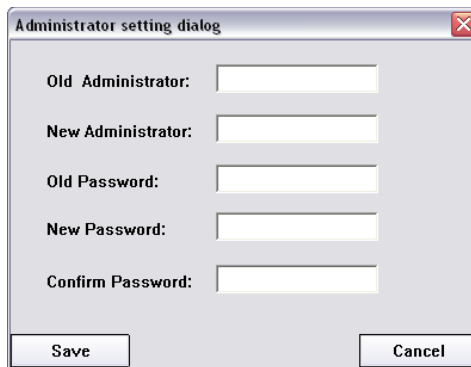 Administrator setting dialog
Old Administrator:
New Administrator:
Old Password:
New Password:
Confirm Password:
Save Cancel